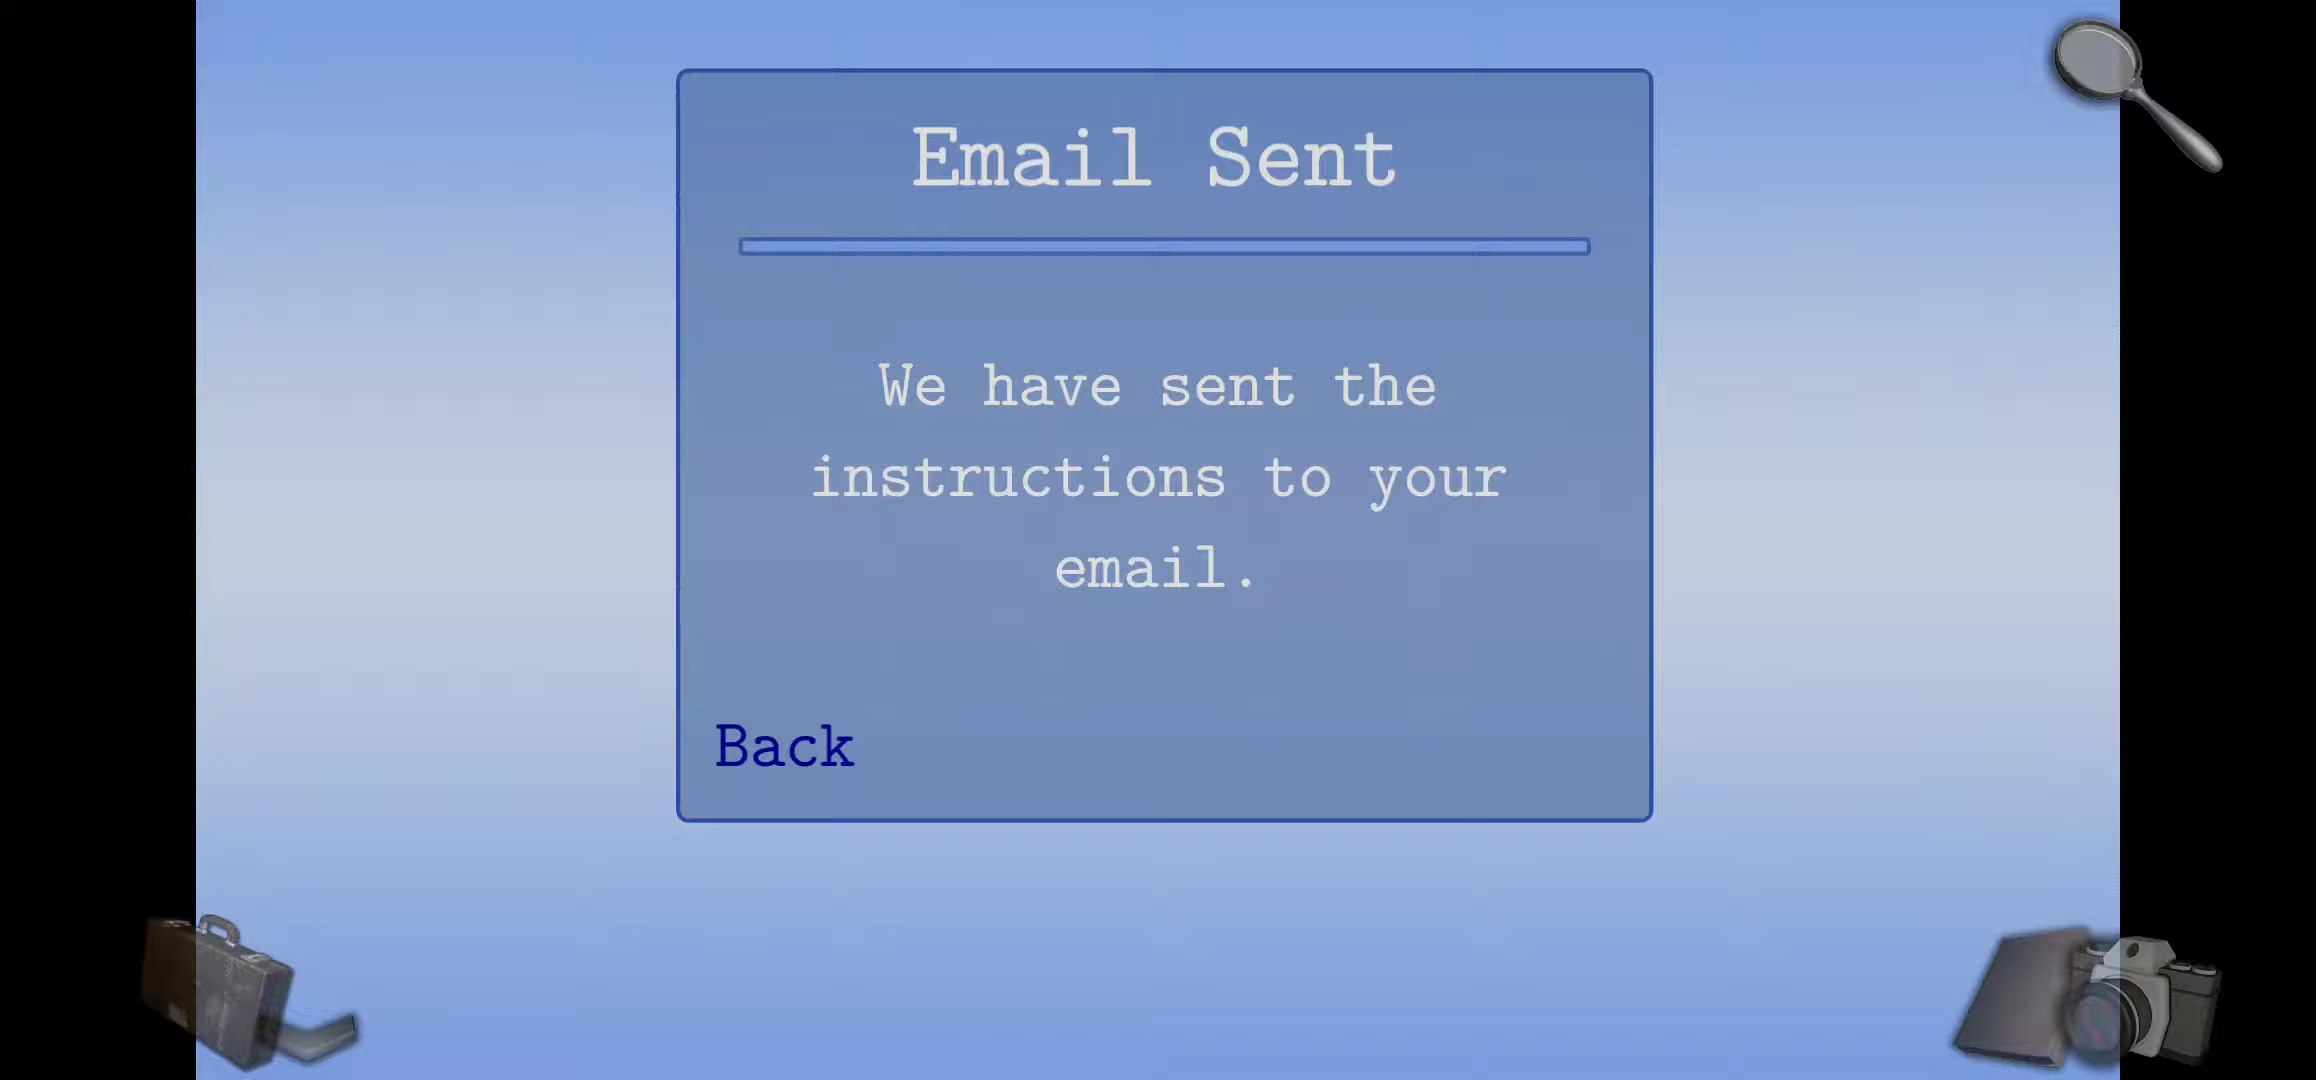 Email Sent
We have sent the
instructions to your
email.
Back